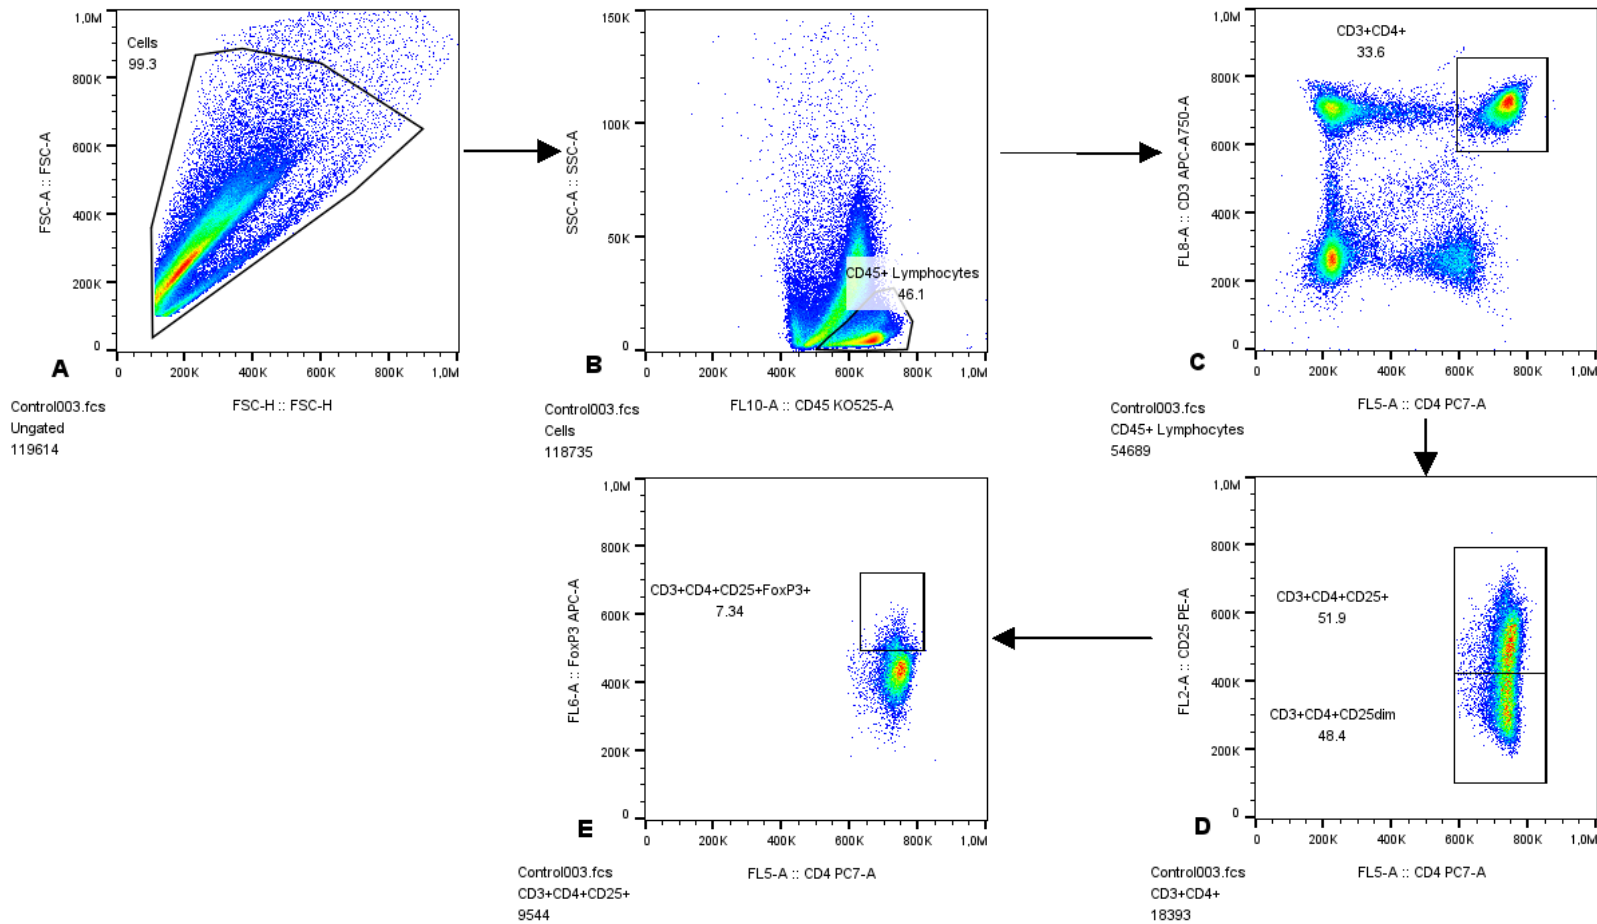 1,0M
800K
600K
400K
200K
0
FSC-A :: FSC-A
Cells
99.3
0 200K 400K 600K 800K 1,0M
FSC-H :: FSC-H
A
Control003.fcs
Ungated
119614
150K
100K
50K
0
SSC-A :: SSC-A
CD45+ Lymphocytes
46.1
0 200K 400K 600K 800K 1,0M
FL10-A :: CD45 KO525-A
B
Control003.fcs
Cells
118735
1,0M
800K
600K
400K
200K
0
FL8-A :: CD3 APC-A750-A
CD3+CD4+
33.6
0 200K 400K 600K 800K 1,0M
FL5-A :: CD4 PC7-A
C
Control003.fcs
CD45+ Lymphocytes
54689
1,0M
800K
600K
400K
200K
0
FL2-A :: CD25 PE-A
CD3+CD4+CD25+
51.9
CD3+CD4+CD25dim
48.4
0 200K 400K 600K 800K 1,0M
FL5-A :: CD4 PC7-A
D
Control003.fcs
CD3+CD4+
18393
1,0M
800K
600K
400K
200K
0
FL6-A :: FoxP3 APC-A
CD3+CD4+CD25+FoxP3+
7.34
0 200K 400K 600K 800K 1,0M
FL5-A :: CD4 PC7-A
E
Control003.fcs
CD3+CD4+CD25+
9544